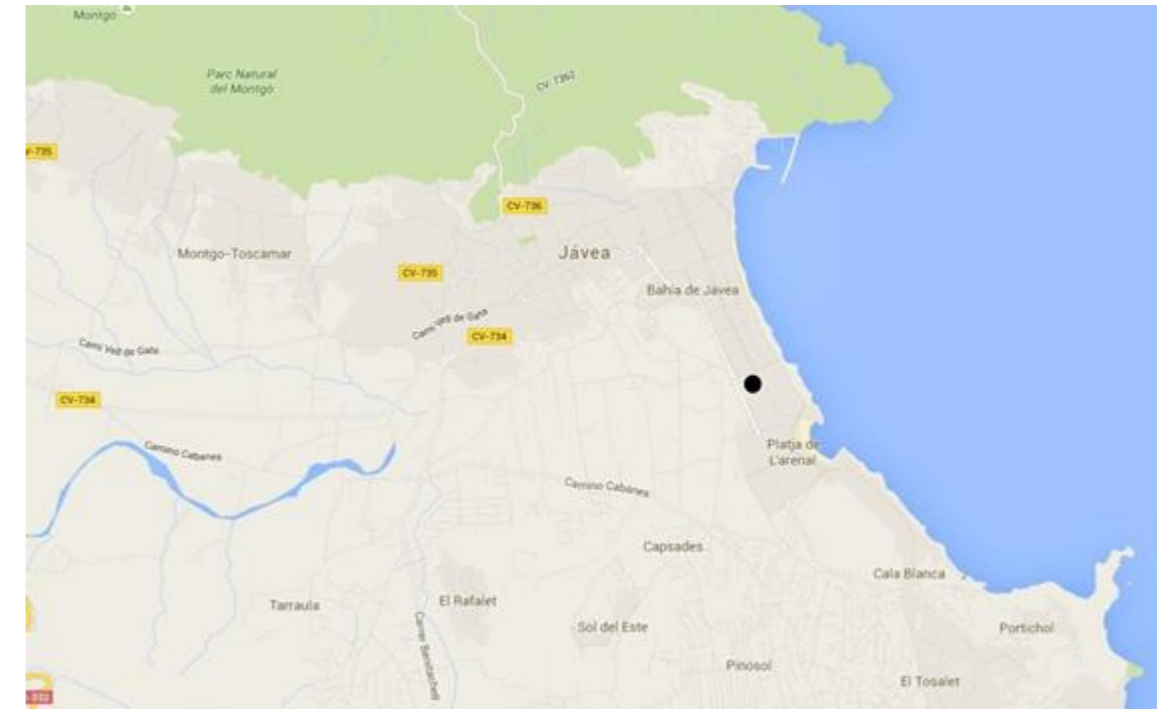 Montgo
Parc Natural
del Montgó
CV-7362
V-735
CV-736
Montgo-Toscamar
Jávea
CV-735
Bahía de Javea
Camí Vell de Gata
CV-734
Camí Vell de Gata
CV-734
Camino Cabanes
Platja de
L'arenal
Camino Cabanes
Capsades
Cala Blanca
Tarraula
El Rafalet
Sol del Este
Portichol
Carrer Benitachell
Pinosol
El Tosalet